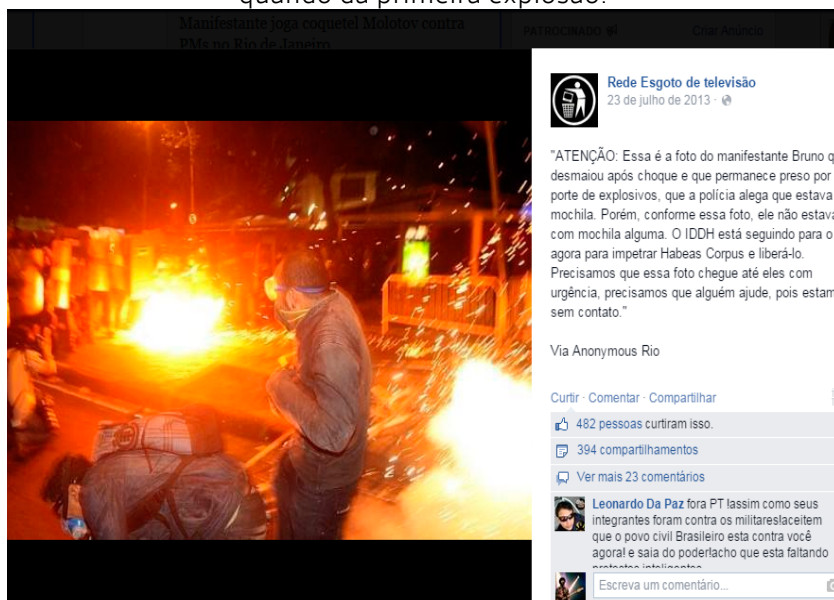 quando da primeira explosão.
Manifestante joga coquetel Molotov contra
PMs no Rio de Janeiro
PATROCINADO
Criar Anúncio
Rede Esgoto de televisão
23 de julho de 2013 ·
"ATENÇÃO: Essa é a foto do manifestante Bruno q
desmaiou após choque e que permanece preso por
porte de explosivos, que a polícia alega que estava
mochila. Porém, conforme essa foto, ele não estava
com mochila alguma. O IDDH está seguindo para o
agora para impetrar Habeas Corpus e liberá-lo.
Precisamos que essa foto chegue até eles com
urgência, precisamos que alguém ajude, pois estam
sem contato."
Via Anonymous Rio
Curtir · Comentar · Compartilhar
482 pessoas curtiram isso.
394 compartilhamentos
Ver mais 23 comentários
Leonardo Da Paz fora PT !assim como seus
integrantes foram contra os militares!aceitem
que o povo civil Brasileiro esta contra você
agora! e saia do poder!acho que esta faltando
protestos inteligentes
Escreva um comentário...